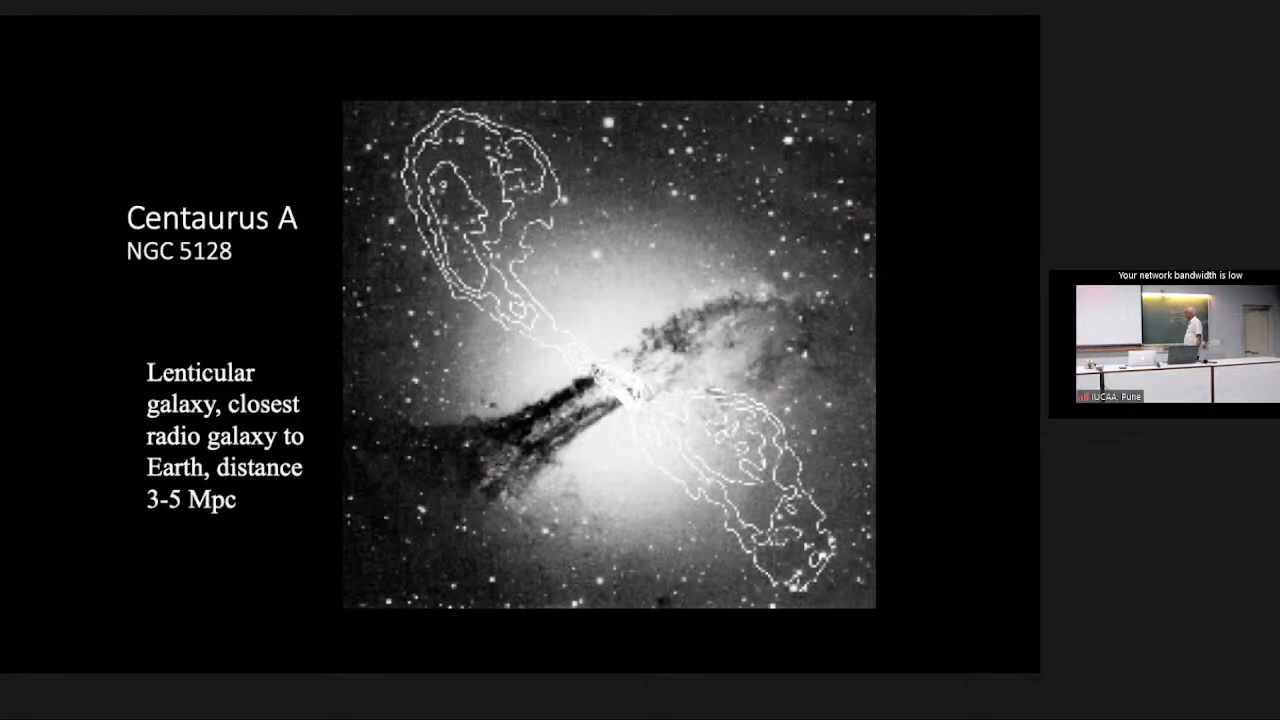 Centaurus A
NGC 5128
Lenticular
galaxy, closest
radio galaxy to
Earth, distance
3-5 Mpc
Your network bandwidth is low
IUCAA, Pune